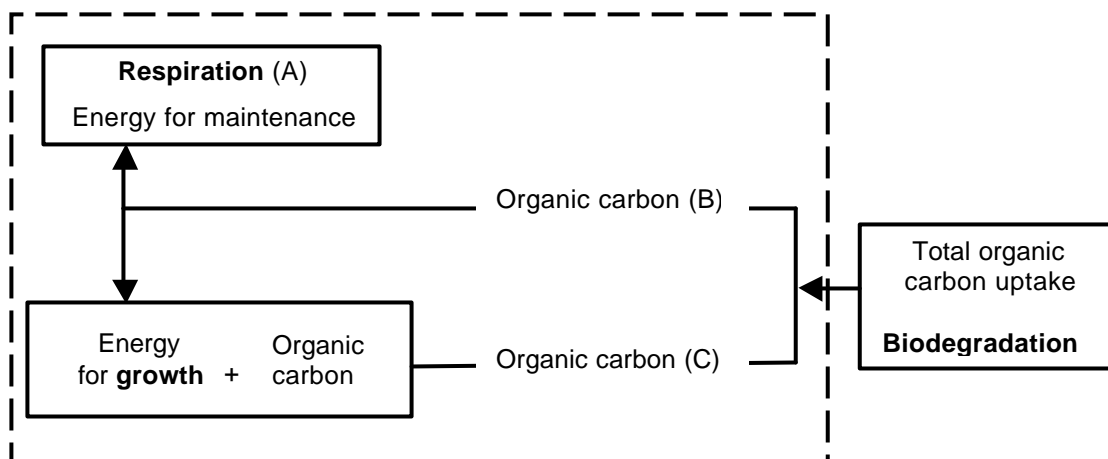 Respiration (A)
Energy for maintenance
Organic carbon (B)
Total organic
carbon uptake
Biodegradation
Energy
for growth + Organic
carbon
Organic carbon (C)